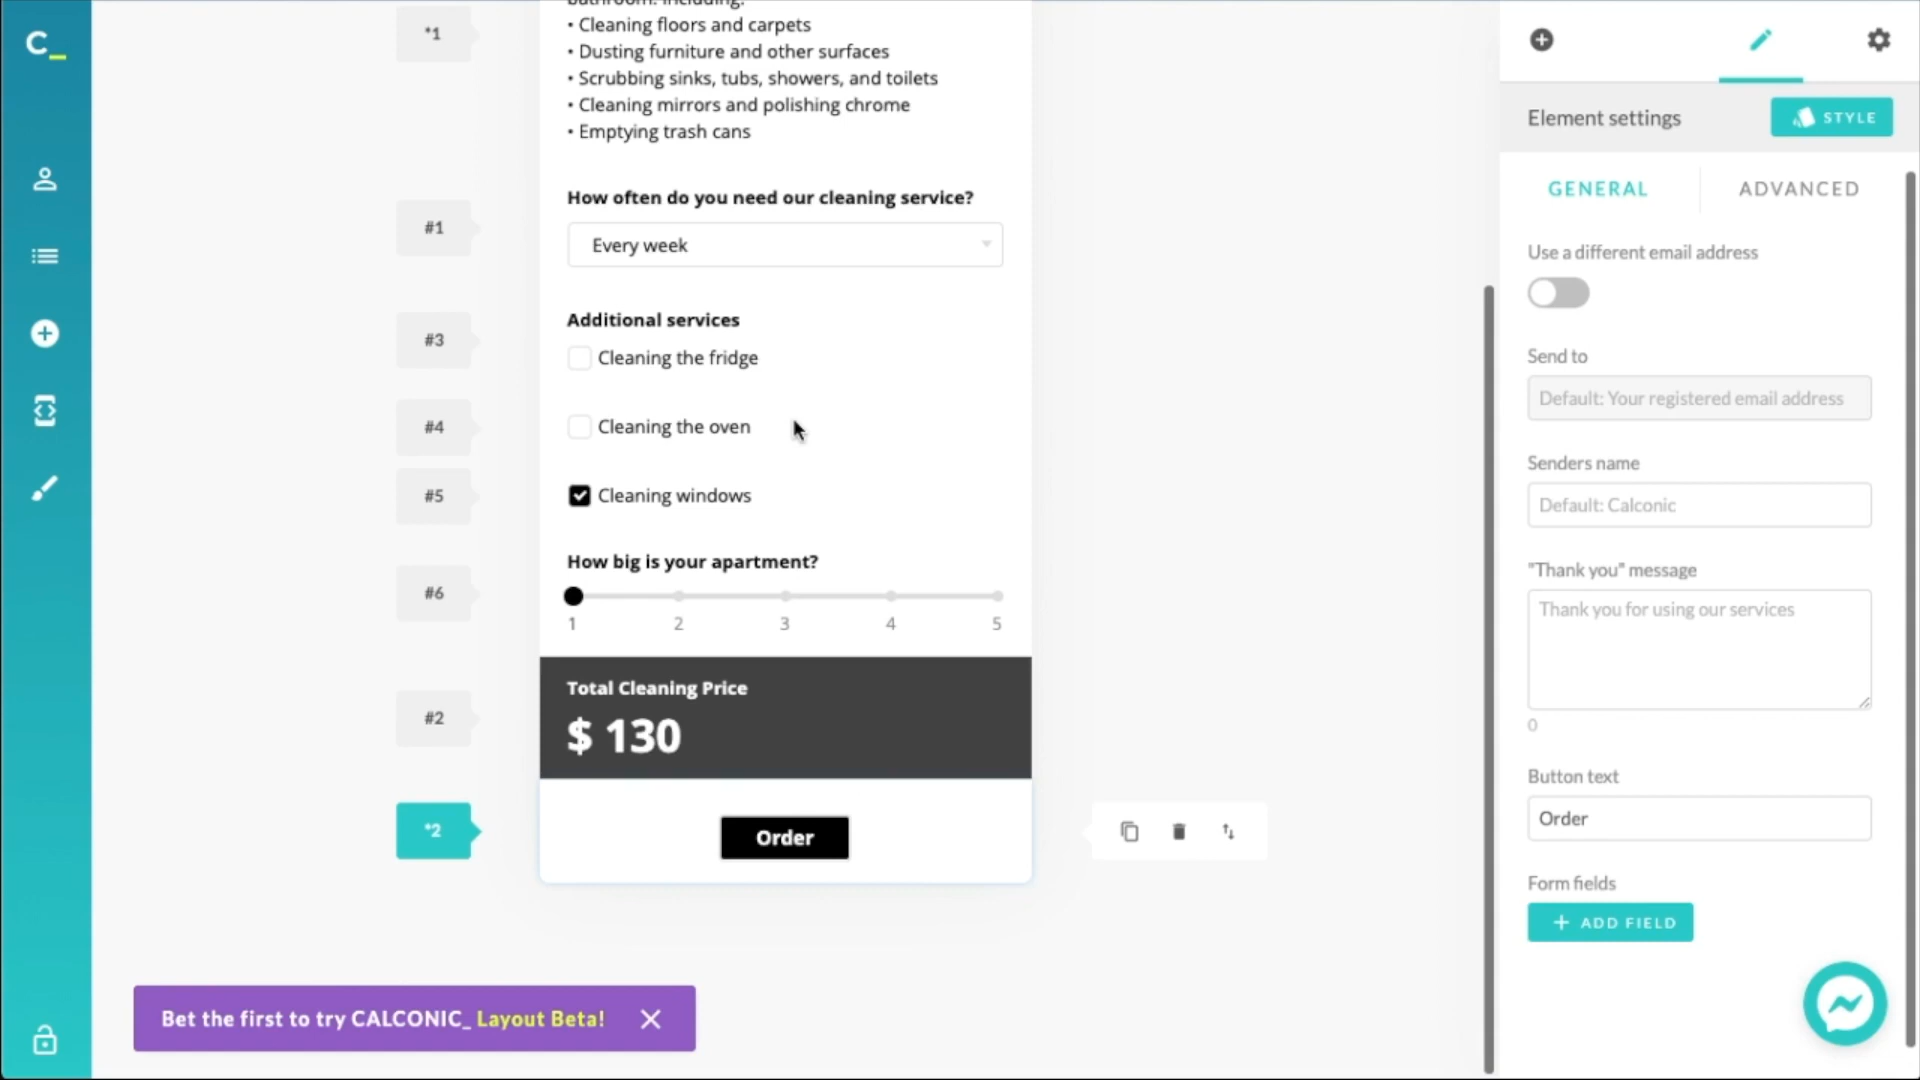 C_
*1
bathroom. Including:
• Cleaning floors and carpets
• Dusting furniture and other surfaces
• Scrubbing sinks, tubs, showers, and toilets
• Cleaning mirrors and polishing chrome
• Emptying trash cans
#1
How often do you need our cleaning service?
Every week
#3
Additional services
Cleaning the fridge
#4
Cleaning the oven
#5
Cleaning windows
#6
How big is your apartment?
1 2 3 4 5
#2
Total Cleaning Price
$ 130
*2
Order
Bet the first to try CALCONIC_ Layout Beta!
Element settings
STYLE
GENERAL
ADVANCED
Use a different email address
Send to
Default: Your registered email address
Senders name
Default: Calconic
"Thank you" message
Thank you for using our services
0
Button text
Order
Form fields
+ ADD FIELD